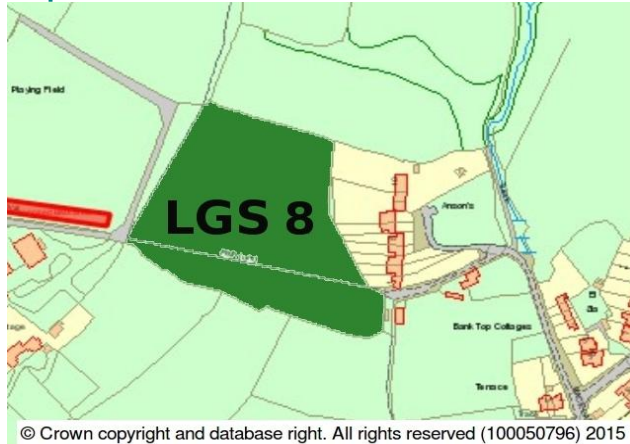 Playing Field
LGS 8
Anson's
Bank Top Cottages
Terrace
© Crown copyright and database right. All rights reserved (100050796) 2015